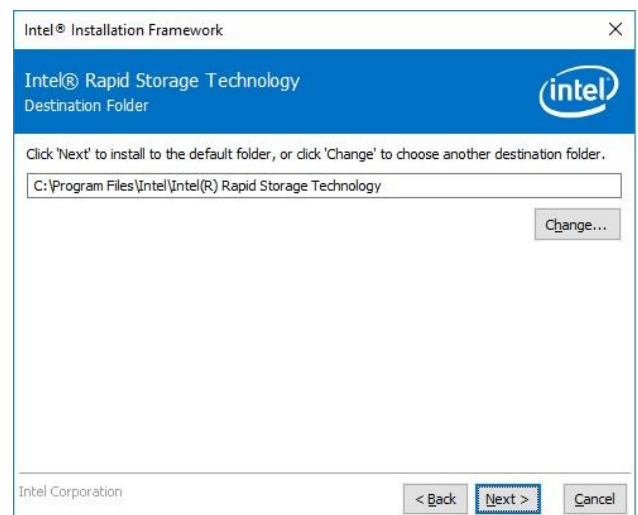 Intel® Installation Framework
Intel® Rapid Storage Technology
Destination Folder
intel
Click 'Next' to install to the default folder, or click 'Change' to choose another destination folder.
C:\Program Files\Intel\Intel(R) Rapid Storage Technology
Change...
Intel Corporation
< Back Next > Cancel